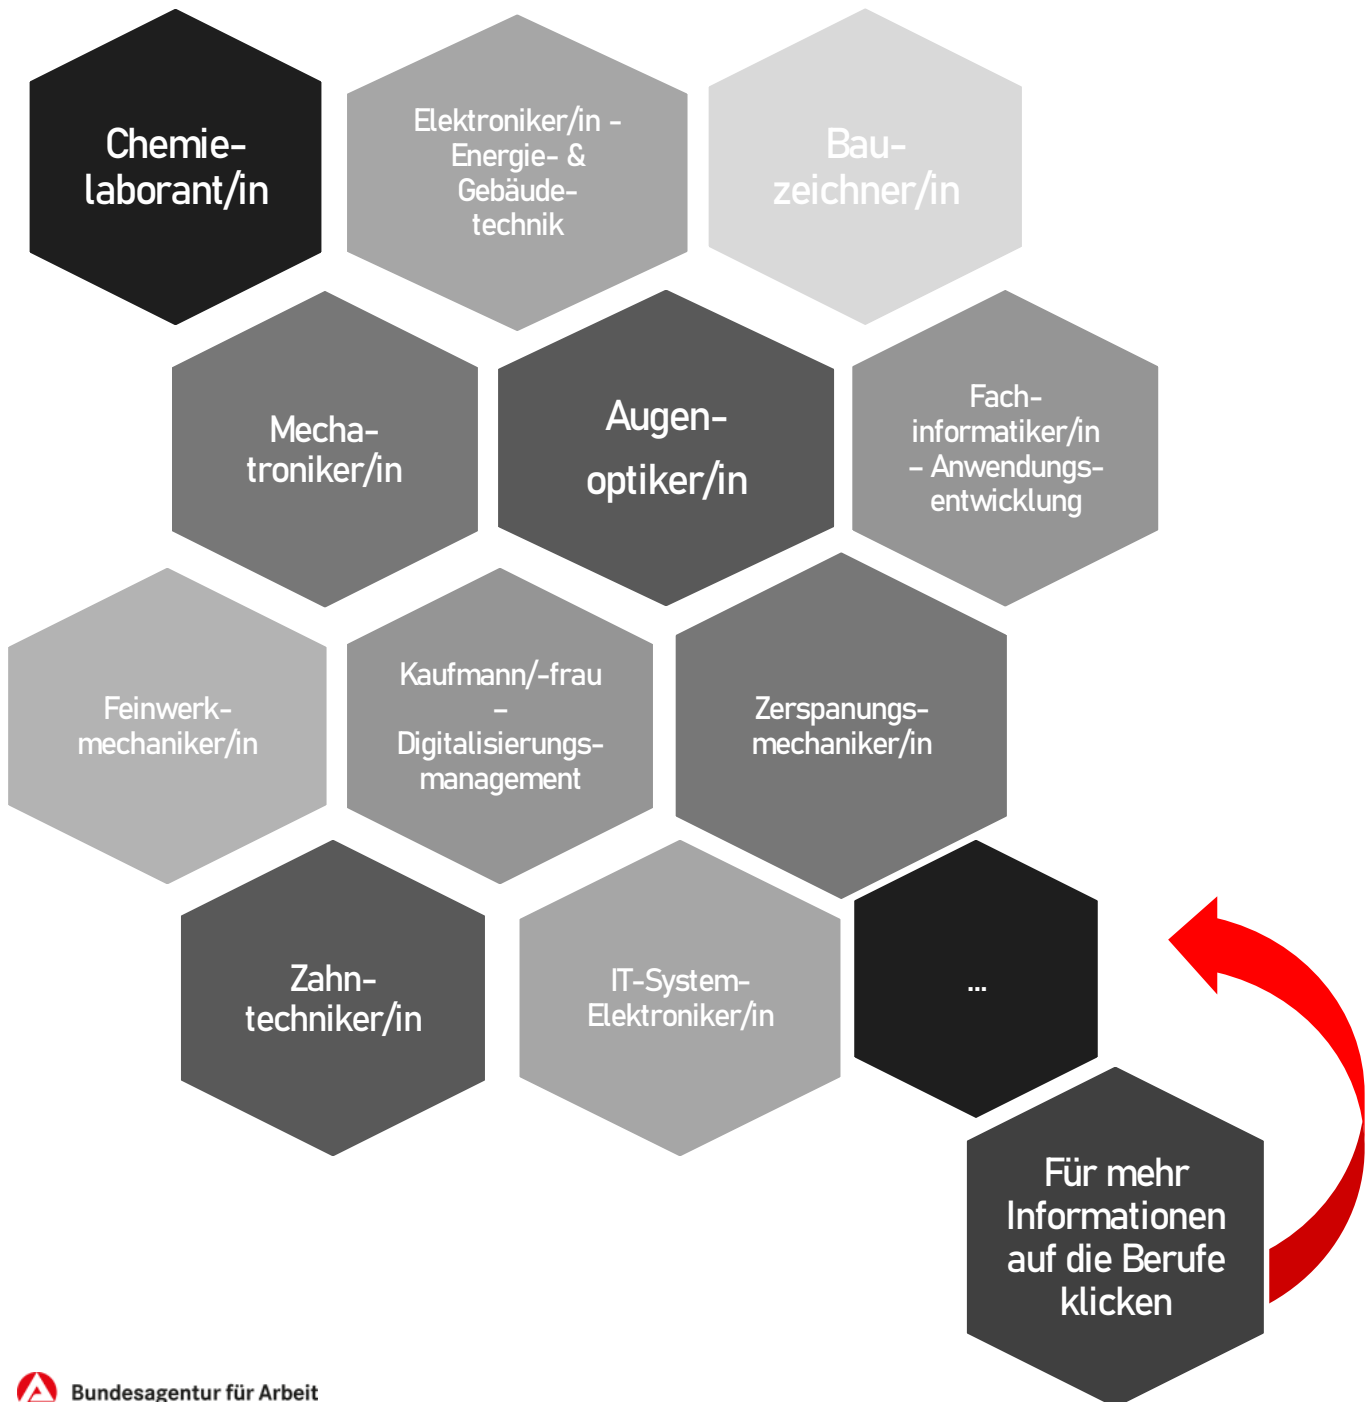 Chemie-
laborant/in
Elektroniker/in -
Energie- &
Gebäude-
technik
Bau-
zeichner/in
Mecha-
troniker/in
Augen-
optiker/in
Fach-
informatiker/in
– Anwendungs-
entwicklung
Feinwerk-
mechaniker/in
Kaufmann/-frau
–
Digitalisierungs-
management
Zerspanungs-
mechaniker/in
Zahn-
techniker/in
IT-System-
Elektroniker/in
...
Für mehr
Informationen
auf die Berufe
klicken
Bundesagentur für Arbeit